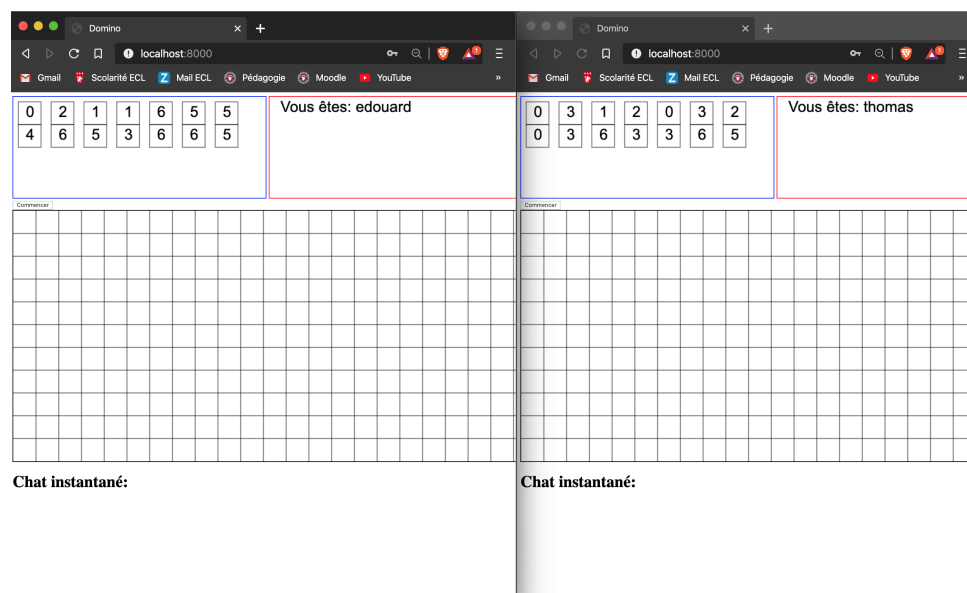 Domino
localhost:8000
Gmail Scolarité ECL Mail ECL Pédagogie Moodle YouTube »
0 2 1 1 6 5 5
4 6 5 3 6 6 5
Vous êtes: edouard
Commencer
Chat instantané:
Domino
localhost:8000
Gmail Scolarité ECL Mail ECL Pédagogie Moodle YouTube »
0 3 1 2 0 3 2
0 3 6 3 3 6 5
Vous êtes: thomas
Commencer
Chat instantané: